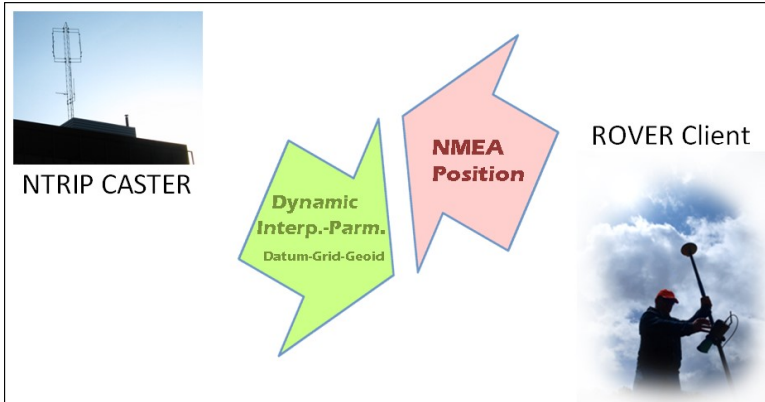 NTRIP CASTER
Dynamic
Interp.-Parm.
Datum-Grid-Geoid
NMEA
Position
ROVER Client